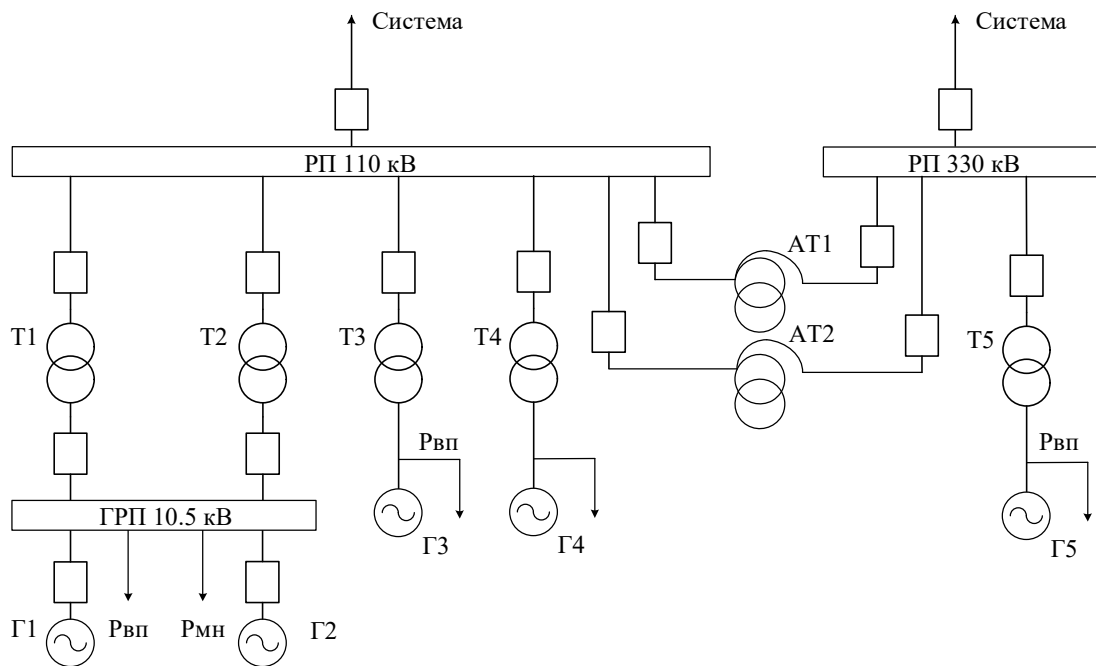 Система
Система
РП 110 кВ
РП 330 кВ
АТ1
Т1
Т2
Т3
Т4
АТ2
Т5
Рвп
Рвп
ГРП 10.5 кВ
Г3
Г4
Г5
Г1
Рвп
Рмн
Г2